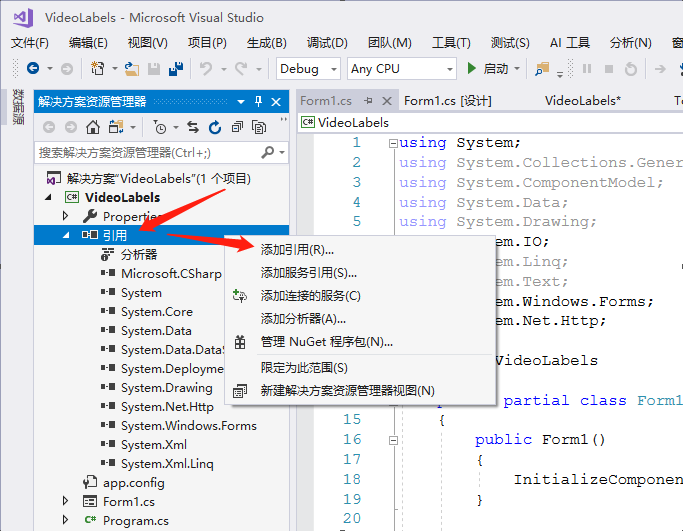 VideoLabels - Microsoft Visual Studio
文件(F) 编辑(E) 视图(V) 项目(P) 生成(B) 调试(D) 团队(M) 工具(T) 测试(S) AI 工具 分析(N) 窗
Debug Any CPU 启动
数据源
解决方案资源管理器
搜索解决方案资源管理器(Ctrl+;)
解决方案"VideoLabels"(1 个项目)
VideoLabels
Properties
引用
分析器
Microsoft.CSharp
System
System.Core
System.Data
System.Data.DataS
System.Deployme
System.Drawing
System.Net.Http
System.Windows.Forms
System.Xml
System.Xml.Linq
app.config
Form1.cs
Program.cs
添加引用(R)...
添加服务引用(S)...
添加连接的服务(C)
添加分析器(A)...
管理 NuGet 程序包(N)...
限定为此范围(S)
新建解决方案资源管理器视图(N)
Form1.cs Form1.cs [设计] VideoLabels* T
C# VideoLabels
1 using System;
2 using System.Collections.Gener
3 using System.ComponentModel;
4 using System.Data;
5 using System.Drawing;
em.IO;
em.Linq;
em.Text;
em.Windows.Forms;
em.Net.Http;
VideoLabels
partial class Form1
15 {
16 public Form1()
17 {
18 InitializeComponen
19 }
20